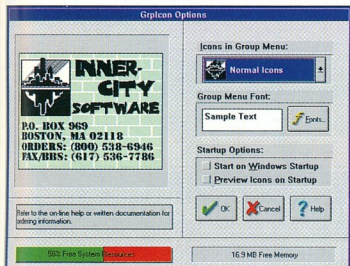 GrpIcon Options
INNER-
CITY
SOFTWARE
P.O. BOX 969
BOSTON, MA 02118
ORDERS: (800) 538-6946
FAX/BBS: (617) 536-7786
Refer to the on-line help or written documentation for
ordering information.
58% Free System Resources
Icons in Group Menu:
Normal Icons
Group Menu Font:
Sample Text
Fonts...
Startup Options:
Start on Windows Startup
Preview Icons on Startup
OK
Cancel
Help
16.9 MB Free Memory